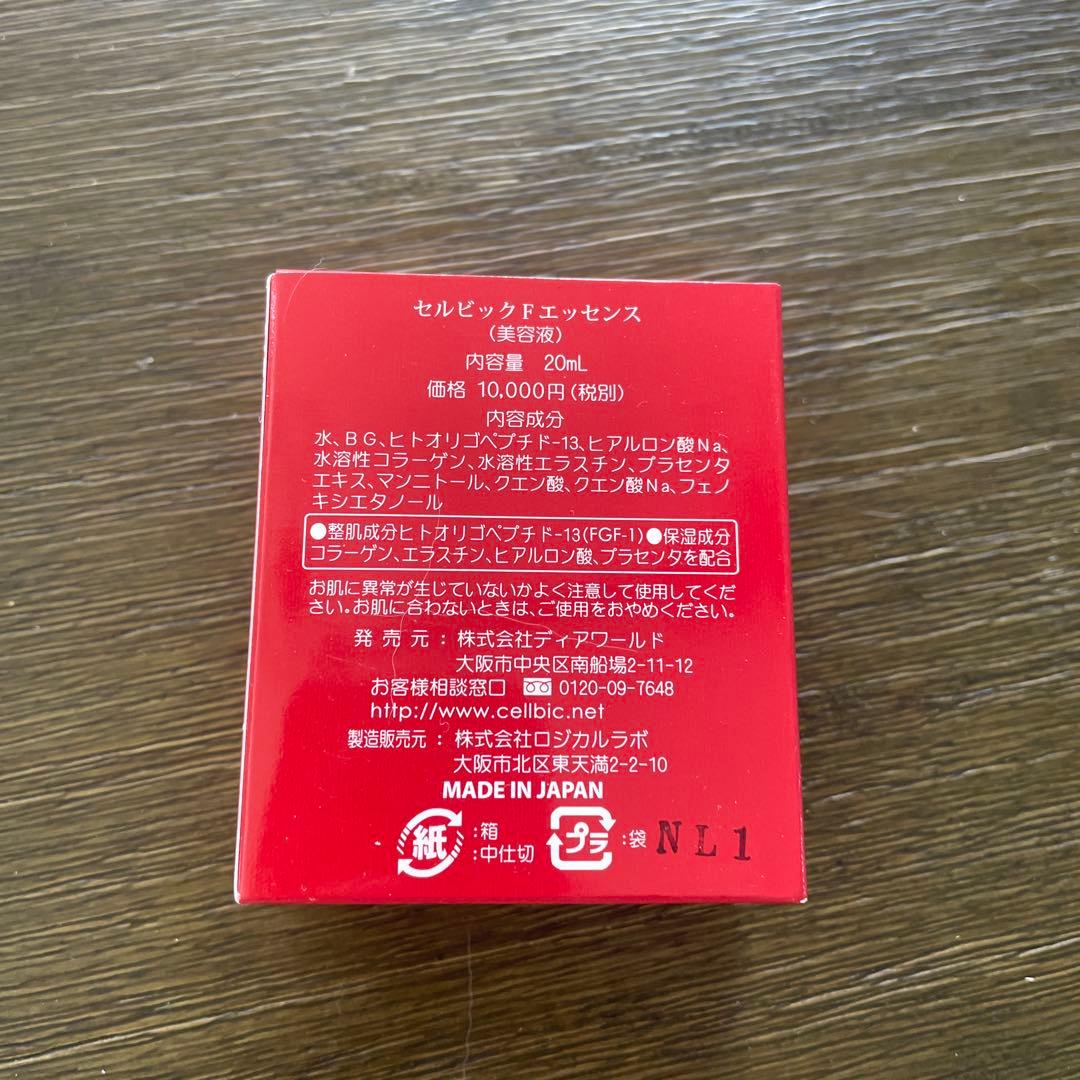 セルビックFエッセンス
(美容液)
内容量 20mL
価格 10,000円(税別)
内容成分
水、BG、ヒトオリゴペプチド-13、ヒアルロン酸Na、
水溶性コラーゲン、水溶性エラスチン、プラセンタ
エキス、マンニトール、クエン酸、クエン酸Na、フェノ
キシエタノール
●整肌成分ヒトオリゴペプチド-13(FGF-1)●保湿成分
コラーゲン、エラスチン、ヒアルロン酸、プラセンタを配合
お肌に異常が生じていないかよく注意して使用してくだ
さい。お肌に合わないときは、ご使用をおやめください。
発売元:株式会社ディアワールド
大阪市中央区南船場2-11-12
お客様相談窓口 0120-09-7648
http://www.cellbic.net
製造販売元:株式会社ロジカルラボ
大阪市北区東天満2-2-10
MADE IN JAPAN
紙 :箱
:中仕切
プラ :袋 NL1